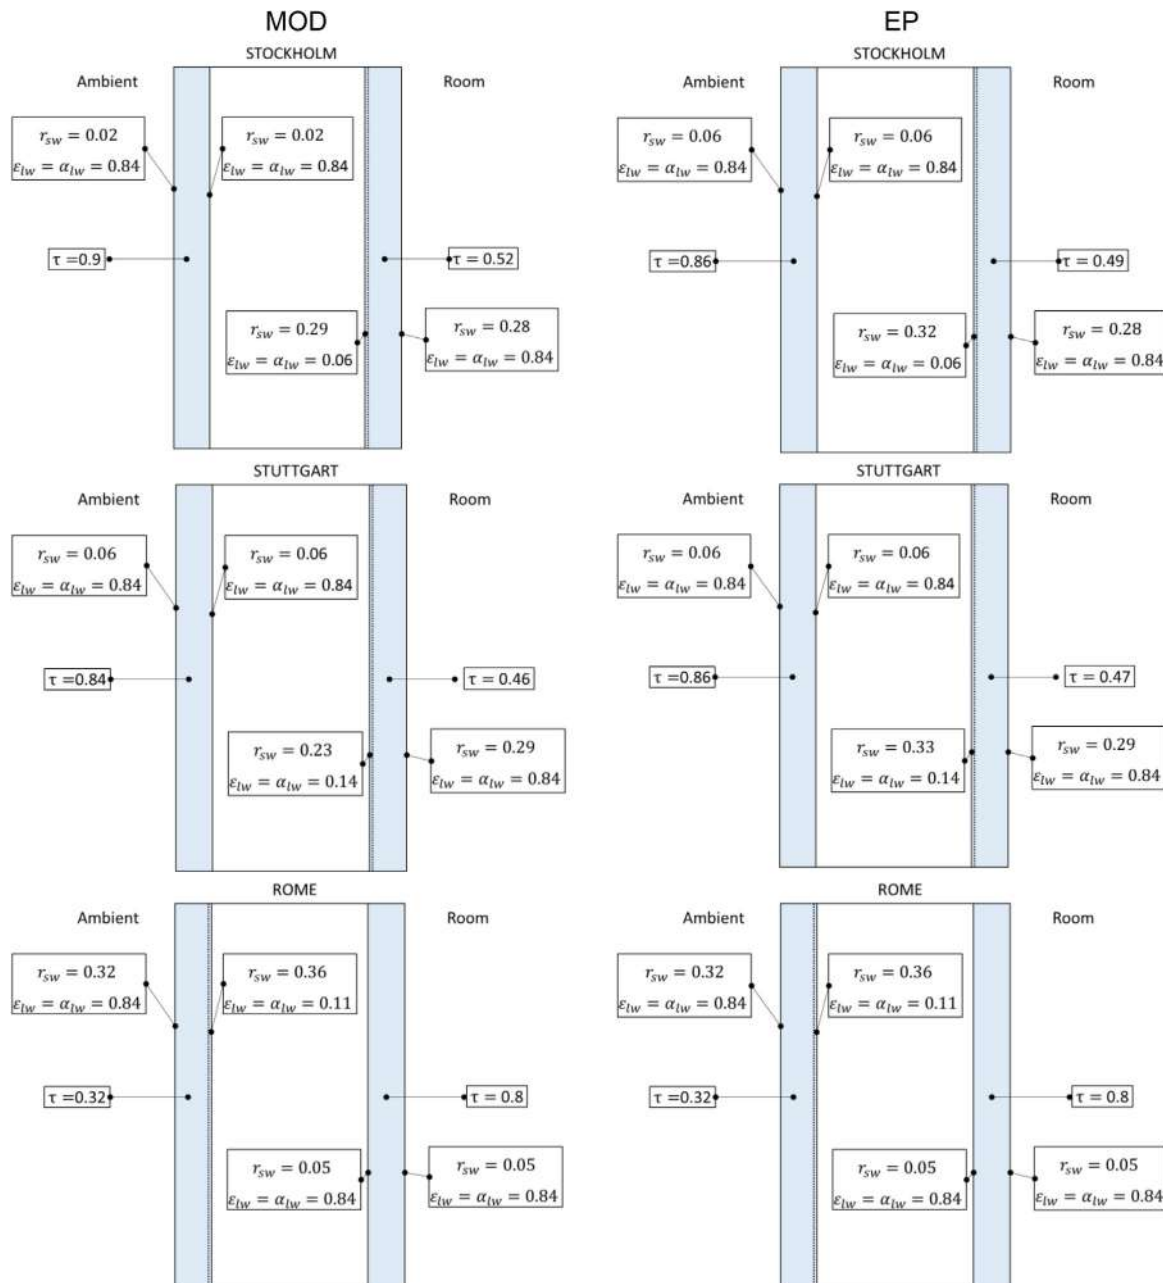 MOD
STOCKHOLM
Ambient
Room
r_sw = 0.02
ε_lw = α_lw = 0.84
r_sw = 0.02
ε_lw = α_lw = 0.84
τ =0.9
τ = 0.52
r_sw = 0.29
ε_lw = α_lw = 0.06
r_sw = 0.28
ε_lw = α_lw = 0.84
STUTTGART
Ambient
Room
r_sw = 0.06
ε_lw = α_lw = 0.84
r_sw = 0.06
ε_lw = α_lw = 0.84
τ =0.84
τ = 0.46
r_sw = 0.23
ε_lw = α_lw = 0.14
r_sw = 0.29
ε_lw = α_lw = 0.84
ROME
Ambient
Room
r_sw = 0.32
ε_lw = α_lw = 0.84
r_sw = 0.36
ε_lw = α_lw = 0.11
τ =0.32
τ = 0.8
r_sw = 0.05
ε_lw = α_lw = 0.84
r_sw = 0.05
ε_lw = α_lw = 0.84
EP
STOCKHOLM
Ambient
Room
r_sw = 0.06
ε_lw = α_lw = 0.84
r_sw = 0.06
ε_lw = α_lw = 0.84
τ =0.86
τ = 0.49
r_sw = 0.32
ε_lw = α_lw = 0.06
r_sw = 0.28
ε_lw = α_lw = 0.84
STUTTGART
Ambient
Room
r_sw = 0.06
ε_lw = α_lw = 0.84
r_sw = 0.06
ε_lw = α_lw = 0.84
τ =0.86
τ = 0.47
r_sw = 0.33
ε_lw = α_lw = 0.14
r_sw = 0.29
ε_lw = α_lw = 0.84
ROME
Ambient
Room
r_sw = 0.32
ε_lw = α_lw = 0.84
r_sw = 0.36
ε_lw = α_lw = 0.11
τ =0.32
τ = 0.8
r_sw = 0.05
ε_lw = α_lw = 0.84
r_sw = 0.05
ε_lw = α_lw = 0.84